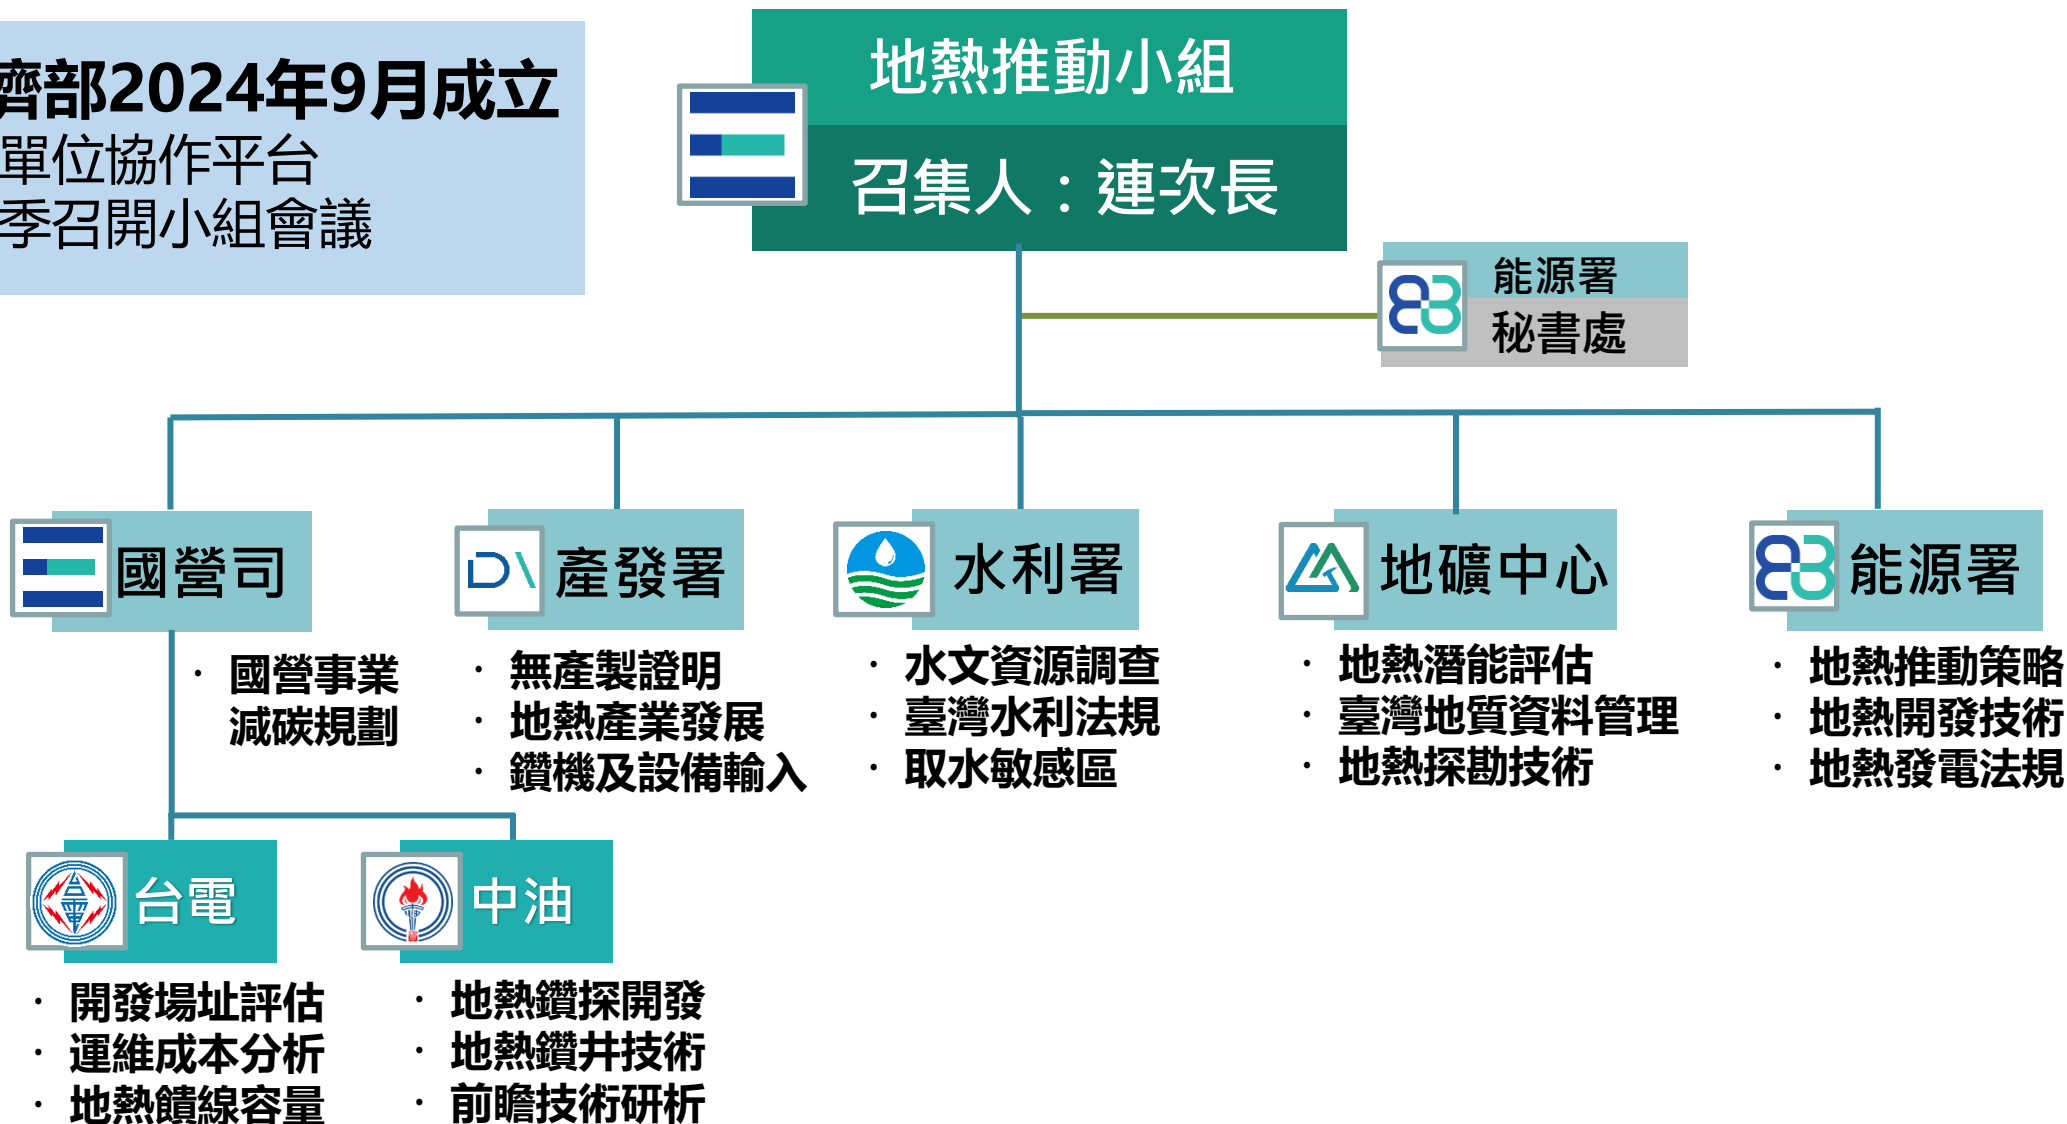 濟部2024年9月成立
單位協作平台
季召開小組會議
地熱推動小組
召集人：連次長
能源署
秘書處
國營司
產發署
水利署
地礦中心
能源署
· 國營事業
減碳規劃
· 無產製證明
· 地熱產業發展
· 鑽機及設備輸入
· 水文資源調查
· 臺灣水利法規
· 取水敏感區
· 地熱潛能評估
· 臺灣地質資料管理
· 地熱探勘技術
· 地熱推動策略
· 地熱開發技術
· 地熱發電法規
台電
中油
· 開發場址評估
· 運維成本分析
· 地熱饋線容量
· 地熱鑽探開發
· 地熱鑽井技術
· 前瞻技術研析